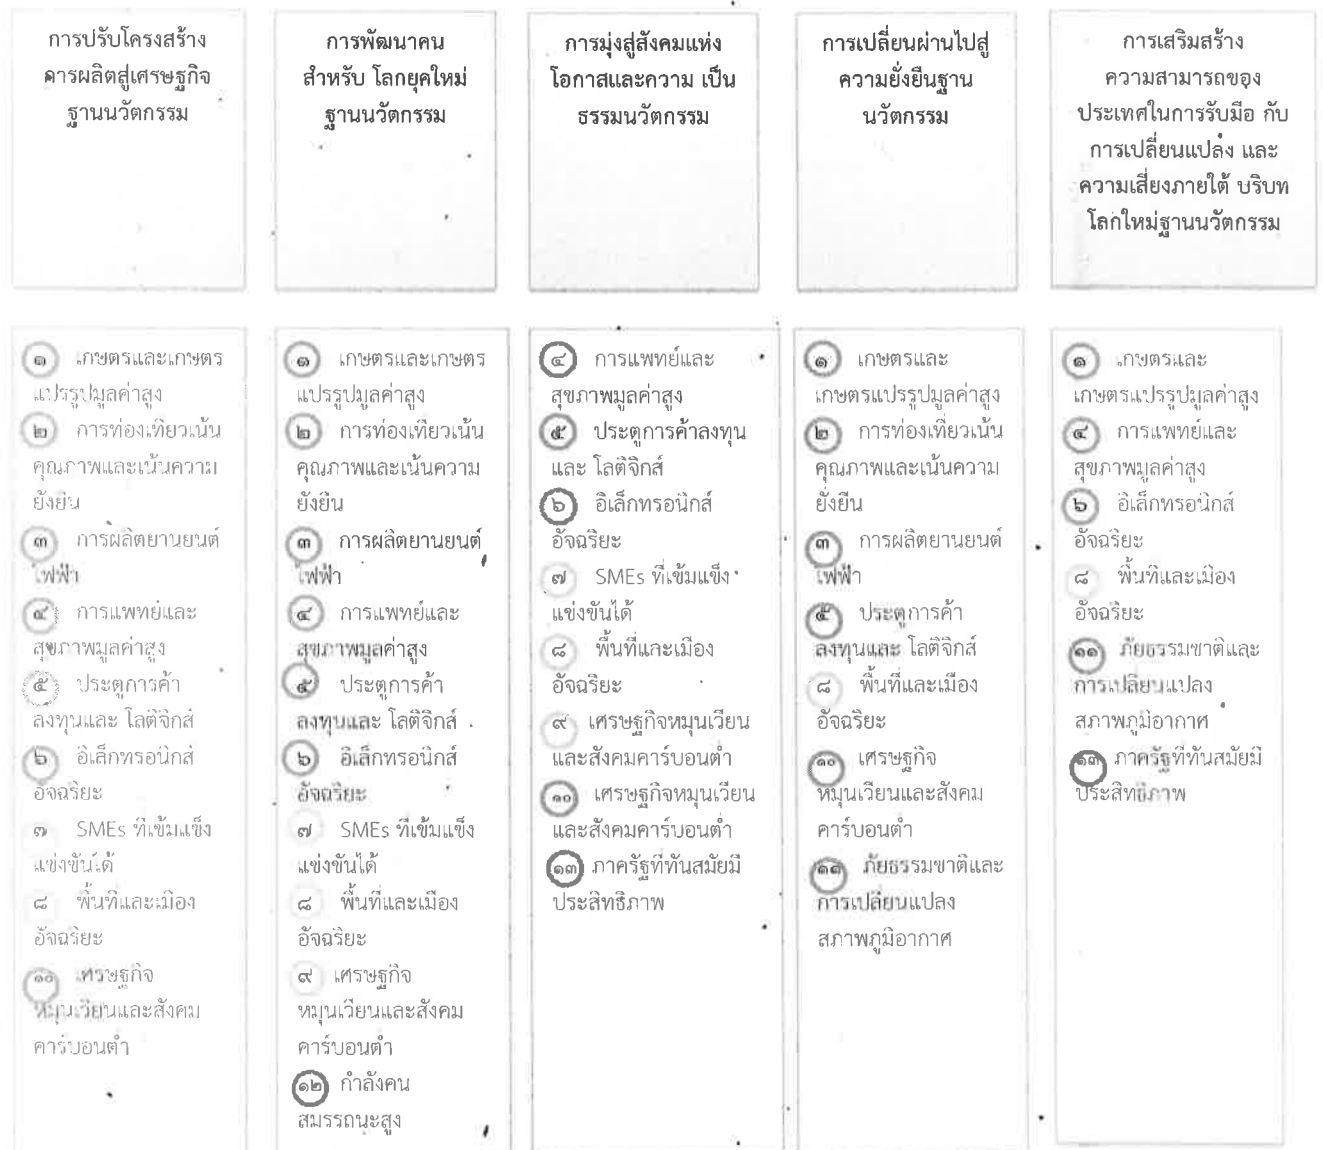 การปรับโครงสร้าง
การผลิตสู่เศรษฐกิจ
ฐานนวัตกรรม
การพัฒนาคน
สำหรับ โลกยุคใหม่
ฐานนวัตกรรม
การมุ่งสู่สังคมแห่ง
โอกาสและความ เป็น
ธรรมนวัตกรรม
การเปลี่ยนผ่านไปสู่
ความยั่งยืนฐาน
นวัตกรรม
การเสริมสร้าง
ความสามารถของ
ประเทศในการรับมือ กับ
การเปลี่ยนแปลง และ
ความเสี่ยงภายใต้ บริบท
โลกใหม่ฐานนวัตกรรม
๑ เกษตรและเกษตร
แปรรูปมูลค่าสูง
๒ การท่องเที่ยวเน้น
คุณภาพและเน้นความ
ยั่งยืน
๓ การผลิตยานยนต์
ไฟฟ้า
๔ การแพทย์และ
สุขภาพมูลค่าสูง
๕ ประตูการค้า
ลงทุนและ โลติจิกส์
๖ อิเล็กทรอนิกส์
อัจฉริยะ
๗ SMEs ที่เข้มแข็ง
แข่งขันได้
๘ พื้นที่และเมือง
อัจฉริยะ
๑๐ เศรษฐกิจ
หมุนเวียนและสังคม
คาร์บอนต่ำ
๑ เกษตรและเกษตร
แปรรูปมูลค่าสูง
๒ การท่องเที่ยวเน้น
คุณภาพและเน้นความ
ยั่งยืน
๓ การผลิตยานยนต์
ไฟฟ้า
๔ การแพทย์และ
สุขภาพมูลค่าสูง
๕ ประตูการค้า
ลงทุนและ โลติจิกส์
๖ อิเล็กทรอนิกส์
อัจฉริยะ
๗ SMEs ที่เข้มแข็ง
แข่งขันได้
๘ พื้นที่และเมือง
อัจฉริยะ
๙ เศรษฐกิจ
หมุนเวียนและสังคม
คาร์บอนต่ำ
๑๒ กำลังคน
สมรรถนะสูง
๔ การแพทย์และ
สุขภาพมูลค่าสูง
๕ ประตูการค้าลงทุน
และ โลติจิกส์
๖ อิเล็กทรอนิกส์
อัจฉริยะ
๗ SMEs ที่เข้มแข็ง
แข่งขันได้
๘ พื้นที่และเมือง
อัจฉริยะ
๙ เศรษฐกิจหมุนเวียน
และสังคมคาร์บอนต่ำ
๑๐ เศรษฐกิจหมุนเวียน
และสังคมคาร์บอนต่ำ
๑๓ ภาครัฐที่ทันสมัยมี
ประสิทธิภาพ
๑ เกษตรและ
เกษตรแปรรูปมูลค่าสูง
๒ การท่องเที่ยวเน้น
คุณภาพและเน้นความ
ยั่งยืน
๓ การผลิตยานยนต์
ไฟฟ้า
๕ ประตูการค้า
ลงทุนและ โลติจิกส์
๘ พื้นที่และเมือง
อัจฉริยะ
๑๐ เศรษฐกิจ
หมุนเวียนและสังคม
คาร์บอนต่ำ
๑๑ ภัยธรรมชาติและ
การเปลี่ยนแปลง
สภาพภูมิอากาศ
๑ เกษตรและ
เกษตรแปรรูปมูลค่าสูง
๔ การแพทย์และ
สุขภาพมูลค่าสูง
๖ อิเล็กทรอนิกส์
อัจฉริยะ
๘ พื้นที่และเมือง
อัจฉริยะ
๑๑ ภัยธรรมชาติและ
การเปลี่ยนแปลง
สภาพภูมิอากาศ
๑๓ ภาครัฐที่ทันสมัยมี
ประสิทธิภาพ